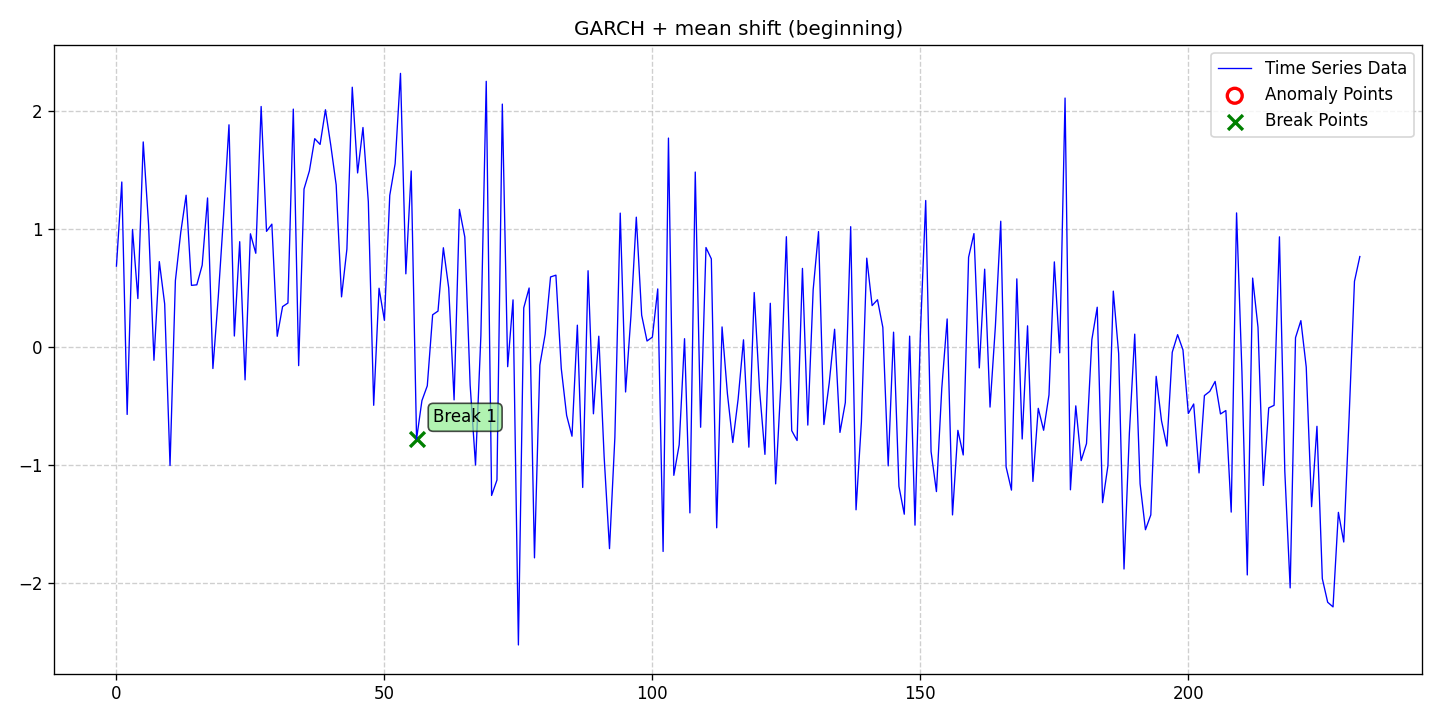 GARCH + mean shift (beginning)
Time Series Data
Anomaly Points
Break Points
2
1
0
−1
−2
Break 1
0
50
100
150
200